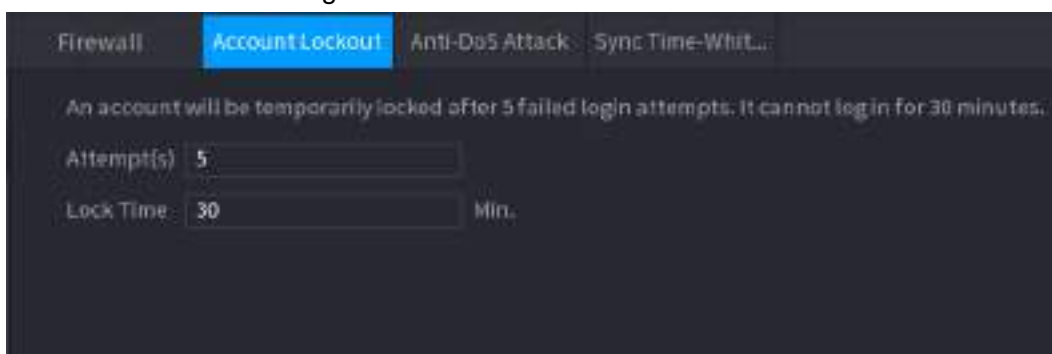 Firewall Account Lockout Anti-DoS Attack Sync Time-Whit...
An account will be temporarily locked after 5 failed login attempts. It cannot log in for 30 minutes.
Attempt(s) 5
Lock Time 30 Min.